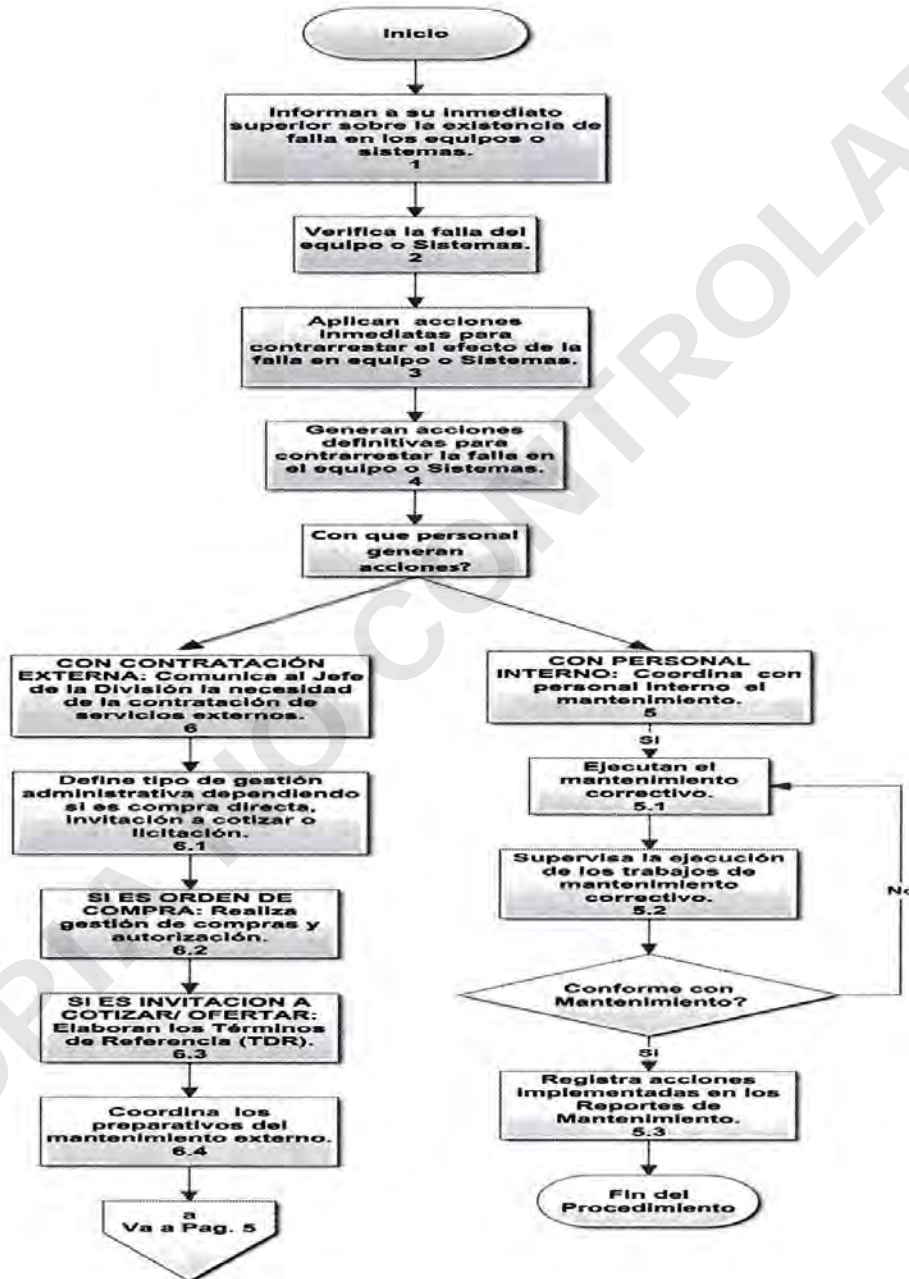 Inicio
Informan a su inmediato
superior sobre la existencia de
falla en los equipos o
sistemas.
1
Verifica la falla del
equipo o Sistemas.
2
Aplican acciones
inmediatas para
contrarrestar el efecto de la
falla en equipo o Sistemas.
3
Generan acciones
definitivas para
contrarrestar la falla en
el equipo o Sistemas.
4
Con que personal
generan
acciones?
CON CONTRATACIÓN
EXTERNA: Comunica al Jefe
de la División la necesidad
de la contratación de
servicios externos.
6
Define tipo de gestión
administrativa dependiendo
si es compra directa,
invitación a cotizar o
licitación.
6.1
SI ES ORDEN DE
COMPRA: Realiza
gestión de compras y
autorización.
6.2
SI ES INVITACION A
COTIZAR/ OFERTAR:
Elaboran los Términos
de Referencia (TDR).
6.3
Coordina los
preparativos del
mantenimiento externo.
6.4
a
Va a Pag. 5
CON PERSONAL
INTERNO: Coordina con
personal interno el
mantenimiento.
5
Si
Ejecutan el
mantenimiento
correctivo.
5.1
Supervisa la ejecución
de los trabajos de
mantenimiento
correctivo.
5.2
No
Conforme con
Mantenimiento?
Si
Registra acciones
implementadas en los
Reportes de
Mantenimiento.
5.3
Fin del
Procedimiento
COPIA NO CONTROLAD